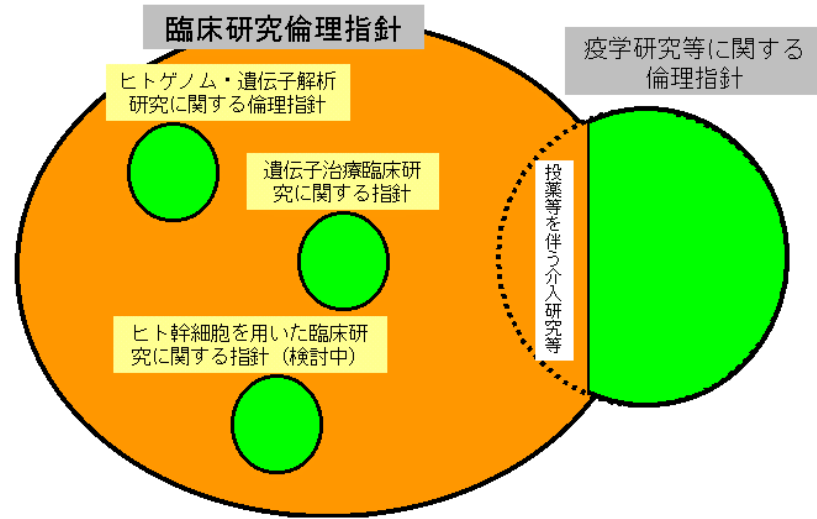 臨床研究倫理指針
疫学研究等に関する
倫理指針
ヒトゲノム・遺伝子解析
研究に関する倫理指針
遺伝子治療臨床研
究に関する指針
投薬等を伴う介入研究等
ヒト幹細胞を用いた臨床研
究に関する指針（検討中）